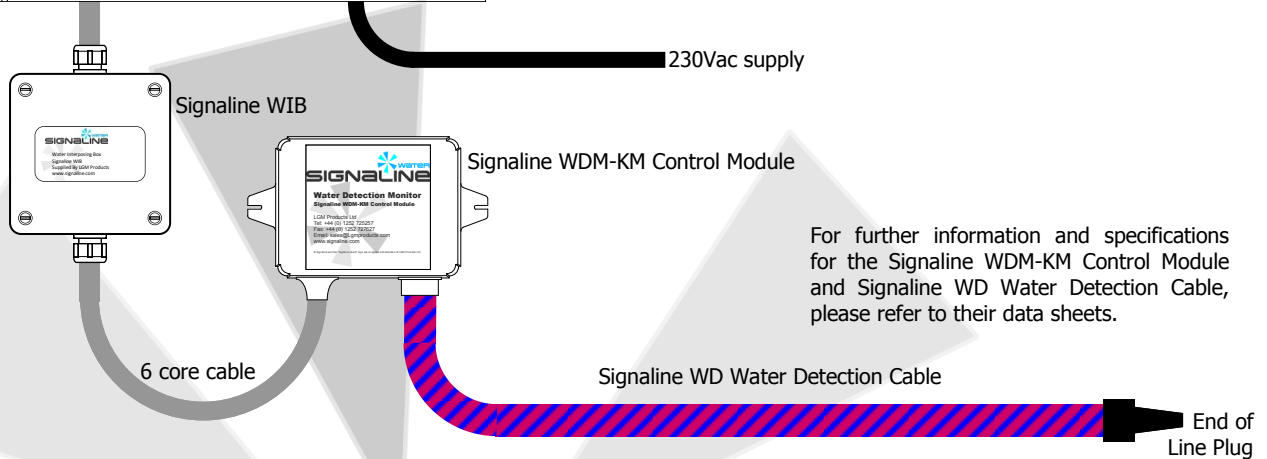 230Vac supply
Signaline WIB
WATER
SIGNALINE
Water Interposing Box
Signaline WIB
Supplied By LGM Products
www.signaline.com
Signaline WDM-KM Control Module
WATER
SIGNALINE
Water Detection Monitor
Signaline WDM-KM Control Module
LGM Products Ltd
Tel: +44 (0) 1252 725257
Fax: +44 (0) 1252 727627
Email: sales@Lgmproducts.com
www.signaline.com
For further information and specifications
for the Signaline WDM-KM Control Module
and Signaline WD Water Detection Cable,
please refer to their data sheets.
6 core cable
Signaline WD Water Detection Cable
End of
Line Plug